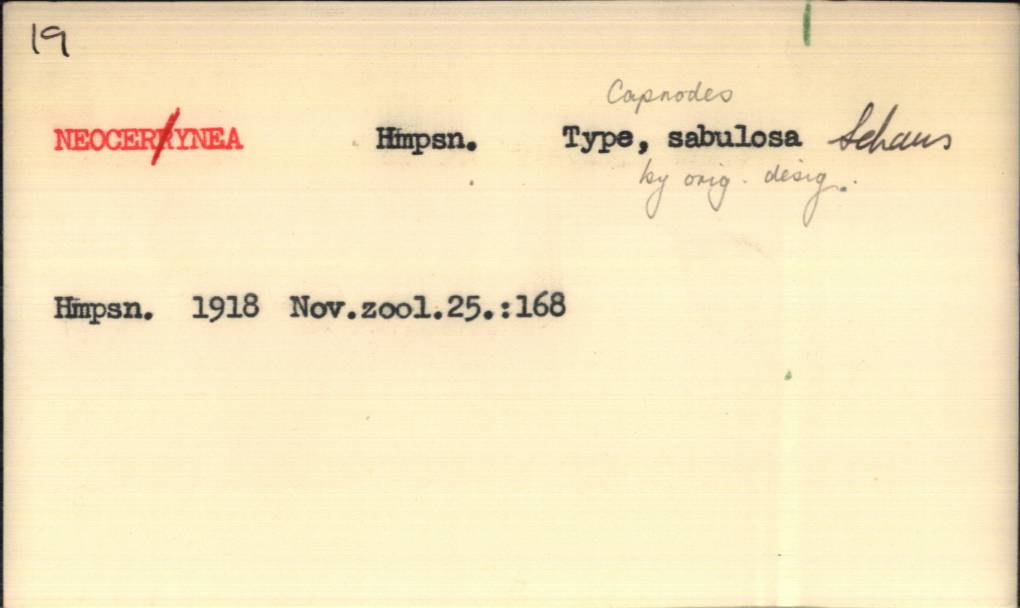 19
Capnodes
NEOCERRYNEA Hmpsn. Type, sabulosa Schaus
by orig. desig.
Hmpsn. 1918 Nov.zool.25.:168